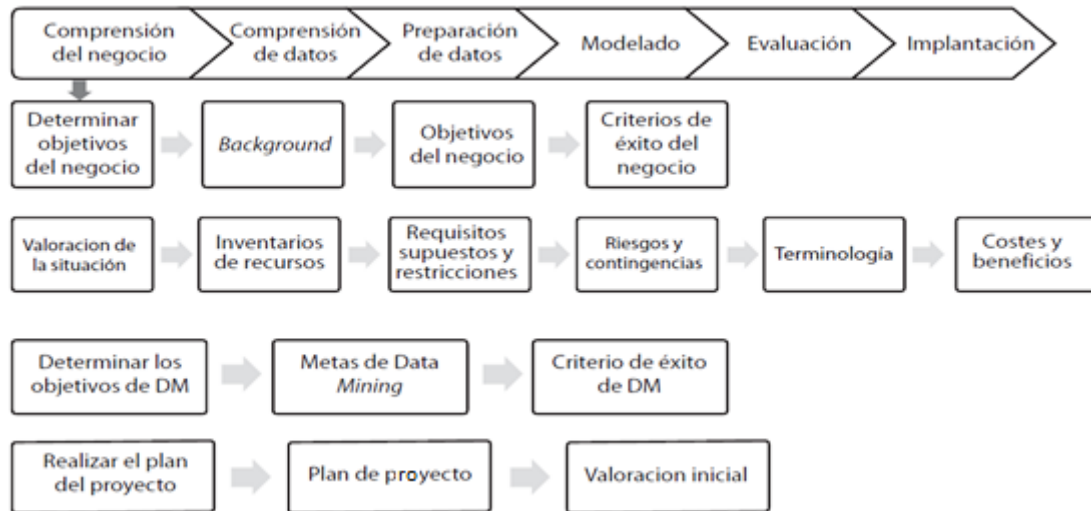 Comprensión
del negocio
Comprensión
de datos
Preparación
de datos
Modelado
Evaluación
Implantación
Determinar
objetivos
del negocio
Background
Objetivos
del negocio
Criterios de
éxito del
negocio
Valoracion de
la situación
Inventarios
de recursos
Requisitos
supuestos y
restricciones
Riesgos y
contingencias
Terminología
Costes y
beneficios
Determinar los
objetivos de DM
Metas de Data
Mining
Criterio de éxito
de DM
Realizar el plan
del proyecto
Plan de proyecto
Valoracion inicial